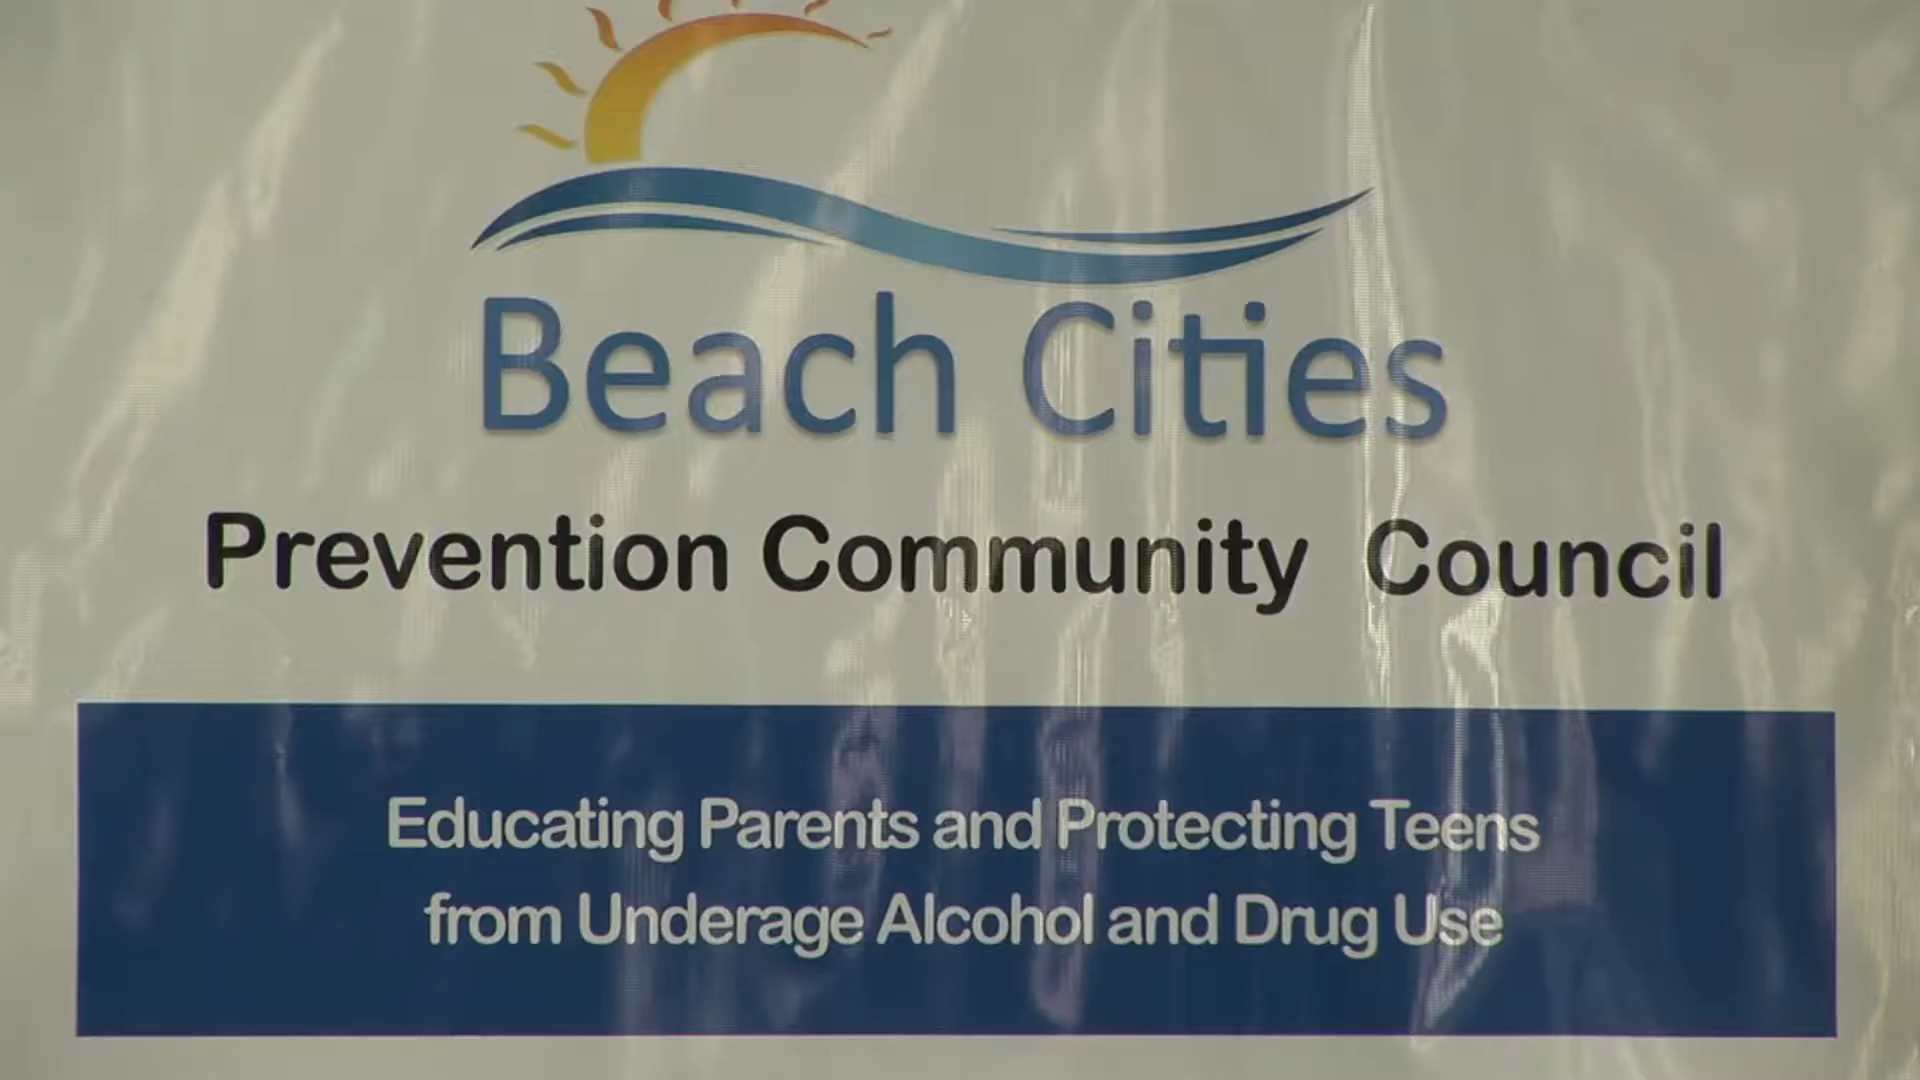 Beach Cities
Prevention Community Council
Educating Parents and Protecting Teens
from Underage Alcohol and Drug Use